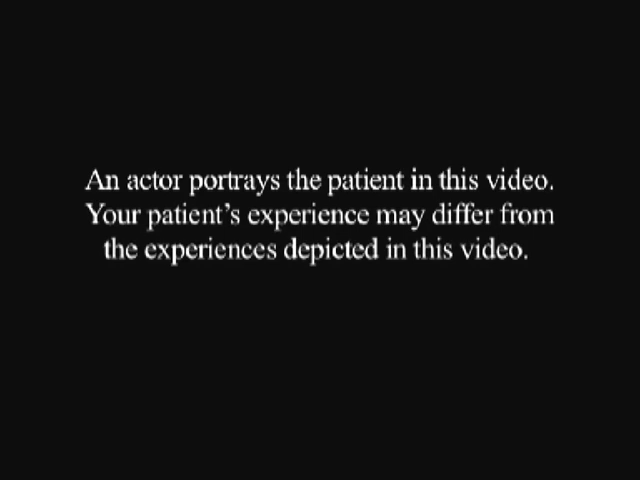 An actor portrays the patient in this video.
Your patient's experience may differ from
the experiences depicted in this video.